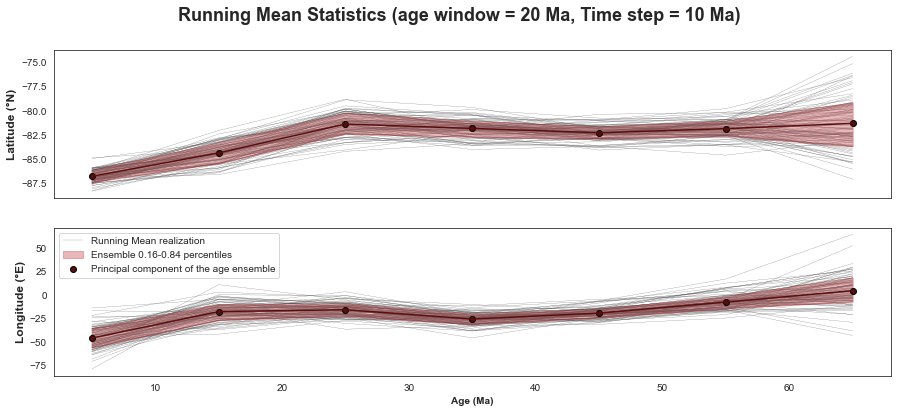 Running Mean Statistics (age window = 20 Ma, Time step = 10 Ma)
Latitude (°N)
−75.0
−77.5
−80.0
−82.5
−85.0
−87.5
Longitude (°E)
50
25
0
−25
−50
−75
Running Mean realization
Ensemble 0.16-0.84 percentiles
Principal component of the age ensemble
10 20 30 40 50 60
Age (Ma)